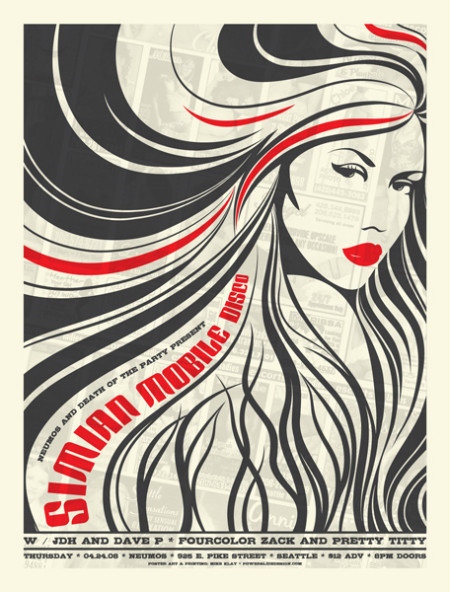 NEUMOS AND DEATH OF THE PARTY PRESENT
SIMIAN MOBILE DISCO
W / JDH AND DAVE P * FOURCOLOR ZACK AND PRETTY TITTY
THURSDAY * 04.24.08 * NEUMOS * 925 E. PIKE STREET * SEATTLE * $12 ADV * 8PM DOORS
POSTER ART & PRINTING: MIKE KLAY * POWERSLIDEDESIGN.COM